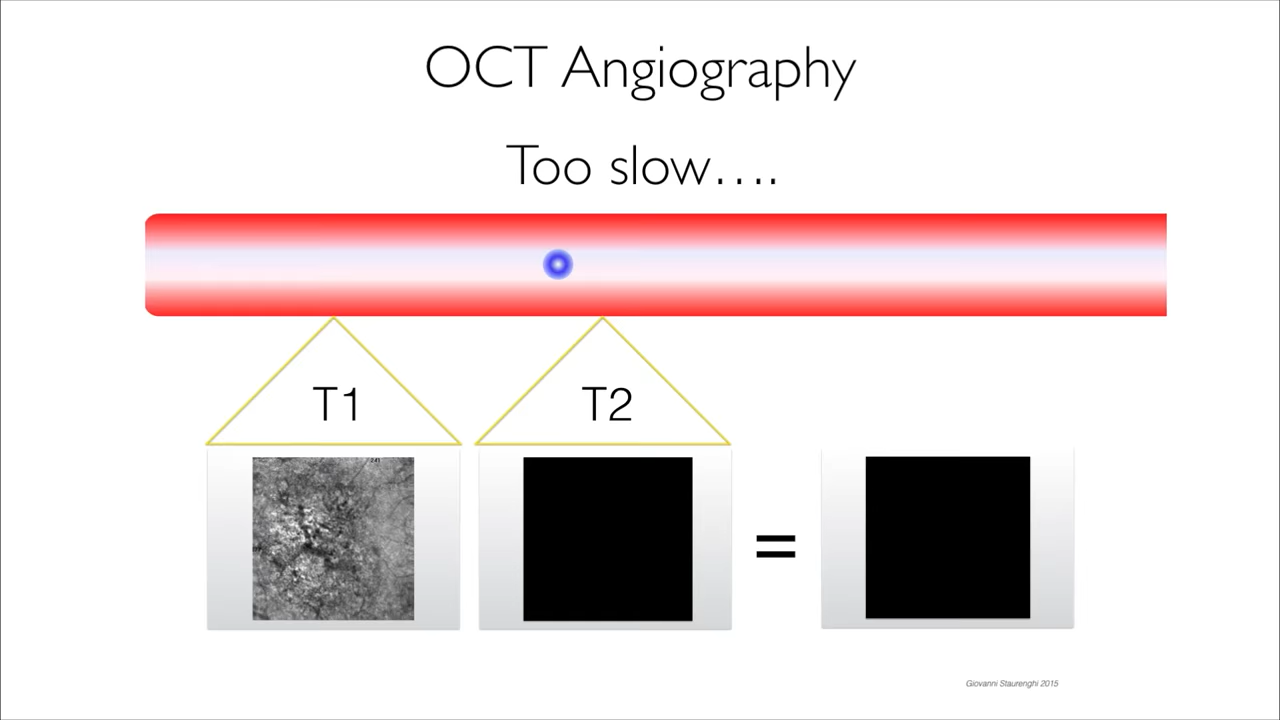 OCT Angiography
Too slow….
T1
T2
=
Giovanni Staurenghi 2015